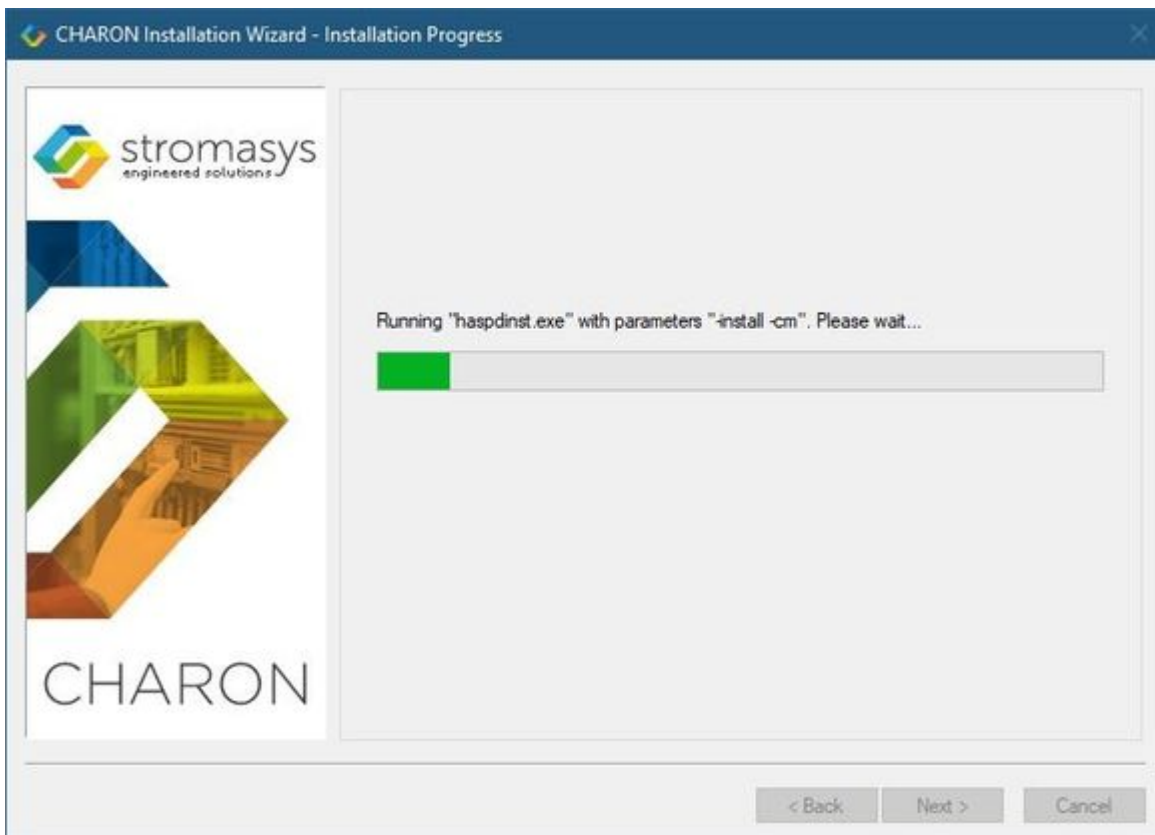 CHARON Installation Wizard - Installation Progress
stromasys
engineered solutions
Running "haspdinst.exe" with parameters "-install -cm". Please wait...
CHARON
< Back Next > Cancel